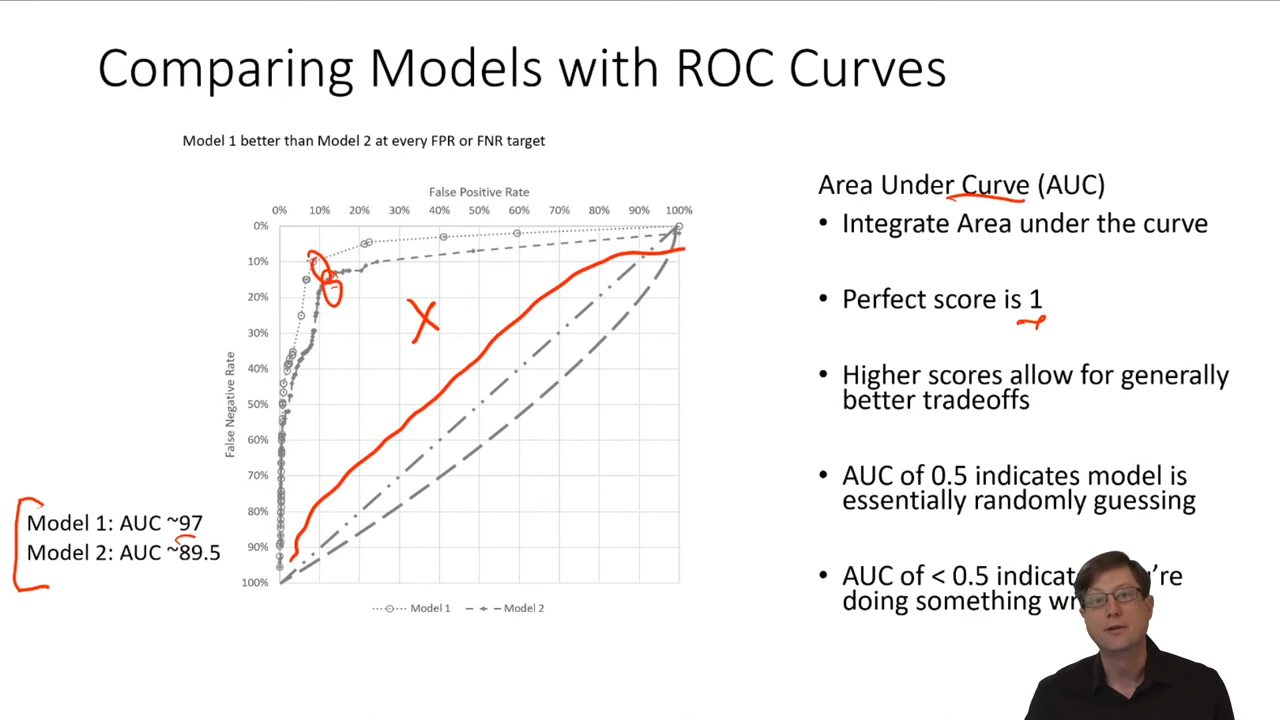 Comparing Models with ROC Curves
Model 1 better than Model 2 at every FPR or FNR target
False Positive Rate
0% 10% 20% 30% 40% 50% 60% 70% 80% 90% 100%
0%
10%
20%
30%
40%
50%
60%
70%
80%
90%
100%
False Negative Rate
Model 1 Model 2
X
Model 1: AUC ~97
Model 2: AUC ~89.5
Area Under Curve (AUC)
• Integrate Area under the curve
• Perfect score is 1
• Higher scores allow for generally
better tradeoffs
• AUC of 0.5 indicates model is
essentially randomly guessing
• AUC of < 0.5 indicat 're
doing something w